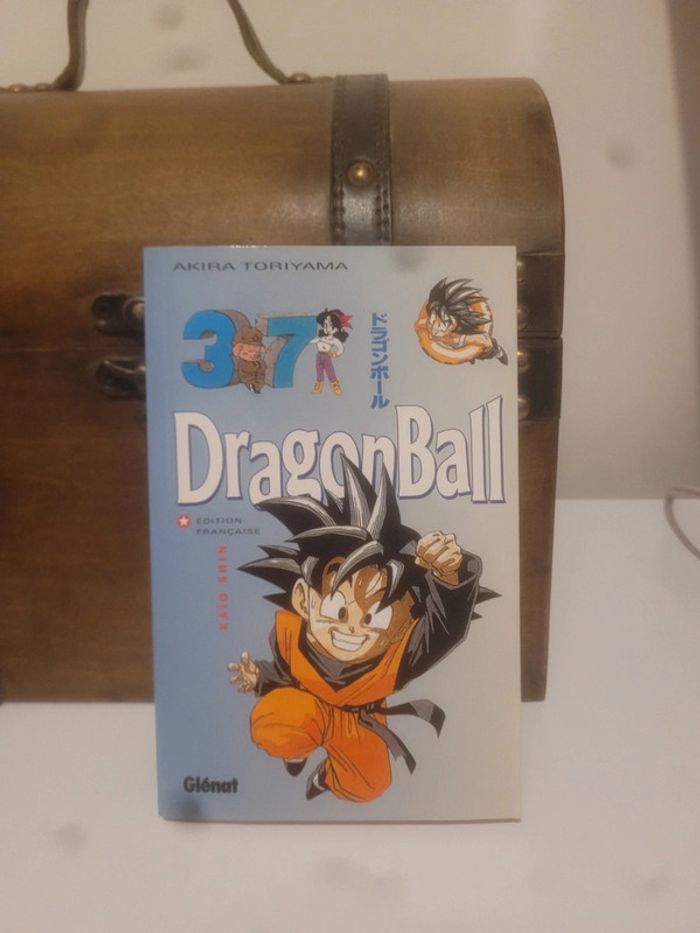 AKIRA TORIYAMA
37
ドラゴンボール
DragonBall
ÉDITION
FRANÇAISE
KAÏO SHIN
Glénat